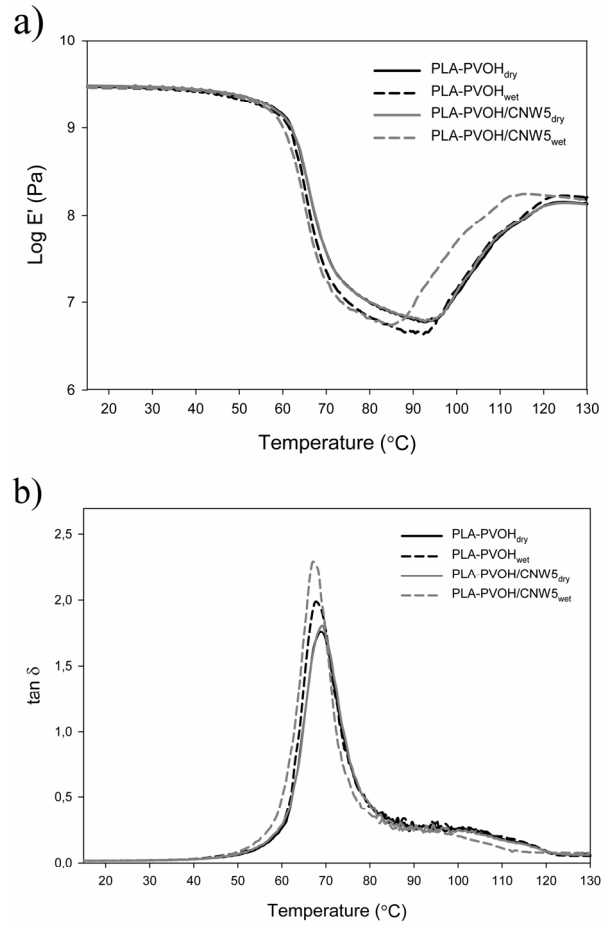 a)
10
9
8
7
6
Log E' (Pa)
PLA-PVOHdry
PLA-PVOHwet
PLA-PVOH/CNW5dry
PLA-PVOH/CNW5wet
20 30 40 50 60 70 80 90 100 110 120 130
Temperature (°C)
b)
2,5
2,0
1,5
1,0
0,5
0,0
tan δ
PLA-PVOHdry
PLA-PVOHwet
PLA-PVOH/CNW5dry
PLA-PVOH/CNW5wet
20 30 40 50 60 70 80 90 100 110 120 130
Temperature (°C)